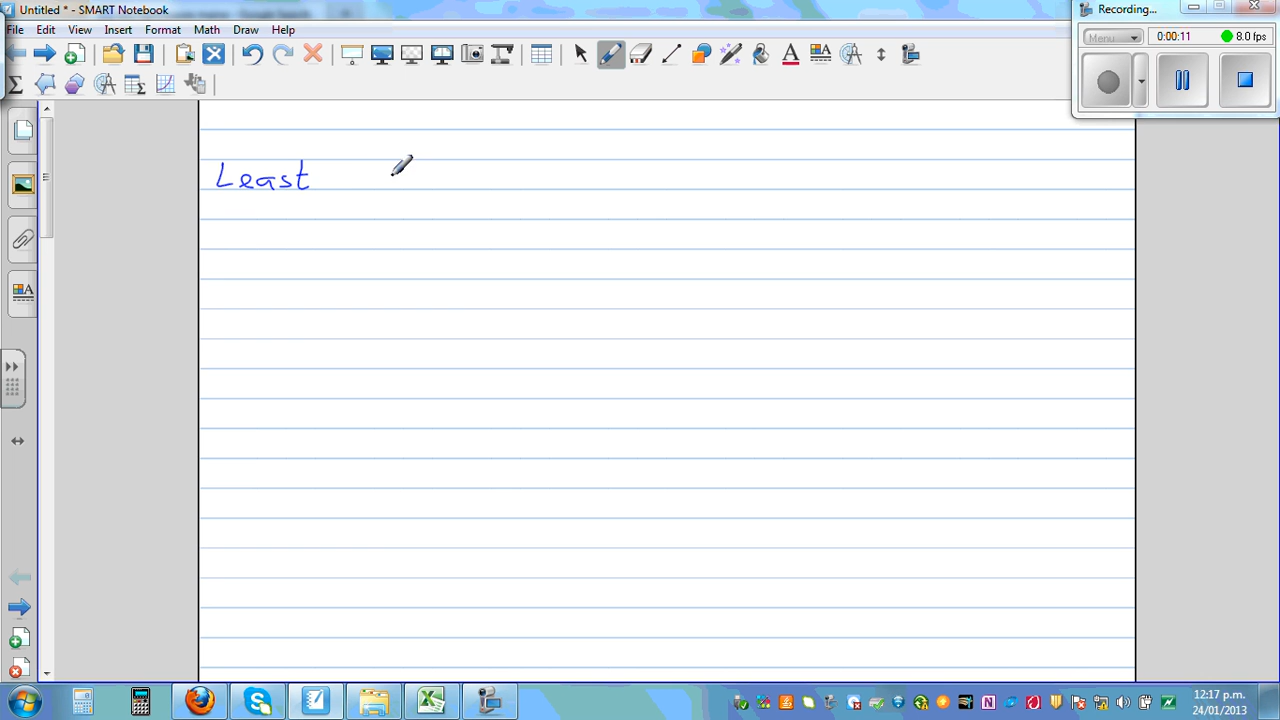 Untitled * - SMART Notebook
Recording...
File Edit View Insert Format Math Draw Help
Menu 0:00:11 8.0 fps
Least
12:17 p.m.
24/01/2013